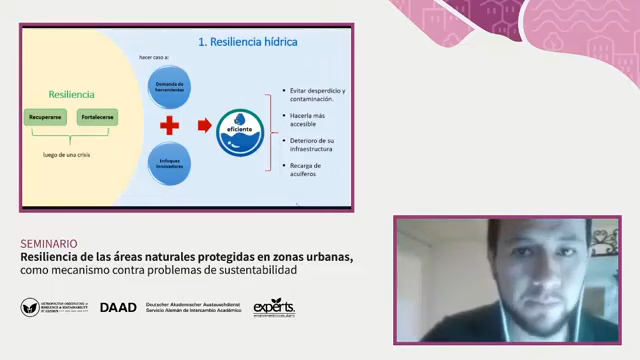 1. Resiliencia hídrica
hacer caso a:
Resiliencia
Recuperarse
Fortalecerse
luego de una crisis
Demanda de
herramientas
Enfoques
innovadores
eficiente
Evitar desperdicio y
contaminación.
Hacerla más
accesible
Deterioro de su
infraestructura
Recarga de
acuíferos
SEMINARIO
Resiliencia de las áreas naturales protegidas en zonas urbanas,
como mecanismo contra problemas de sustentabilidad
DAAD
Deutscher Akademischer Austauschdienst
Servicio Alemán de Intercambio Académico
experts